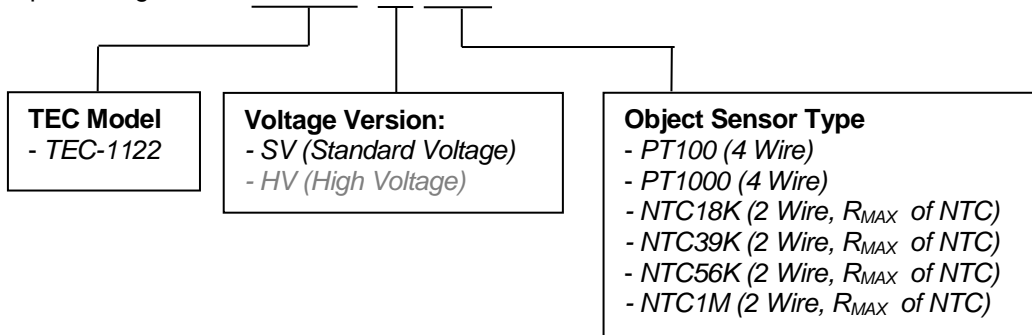 TEC Model
- TEC-1122
Voltage Version:
- SV (Standard Voltage)
- HV (High Voltage)
Object Sensor Type
- PT100 (4 Wire)
- PT1000 (4 Wire)
- NTC18K (2 Wire, RMAX of NTC)
- NTC39K (2 Wire, RMAX of NTC)
- NTC56K (2 Wire, RMAX of NTC)
- NTC1M (2 Wire, RMAX of NTC)